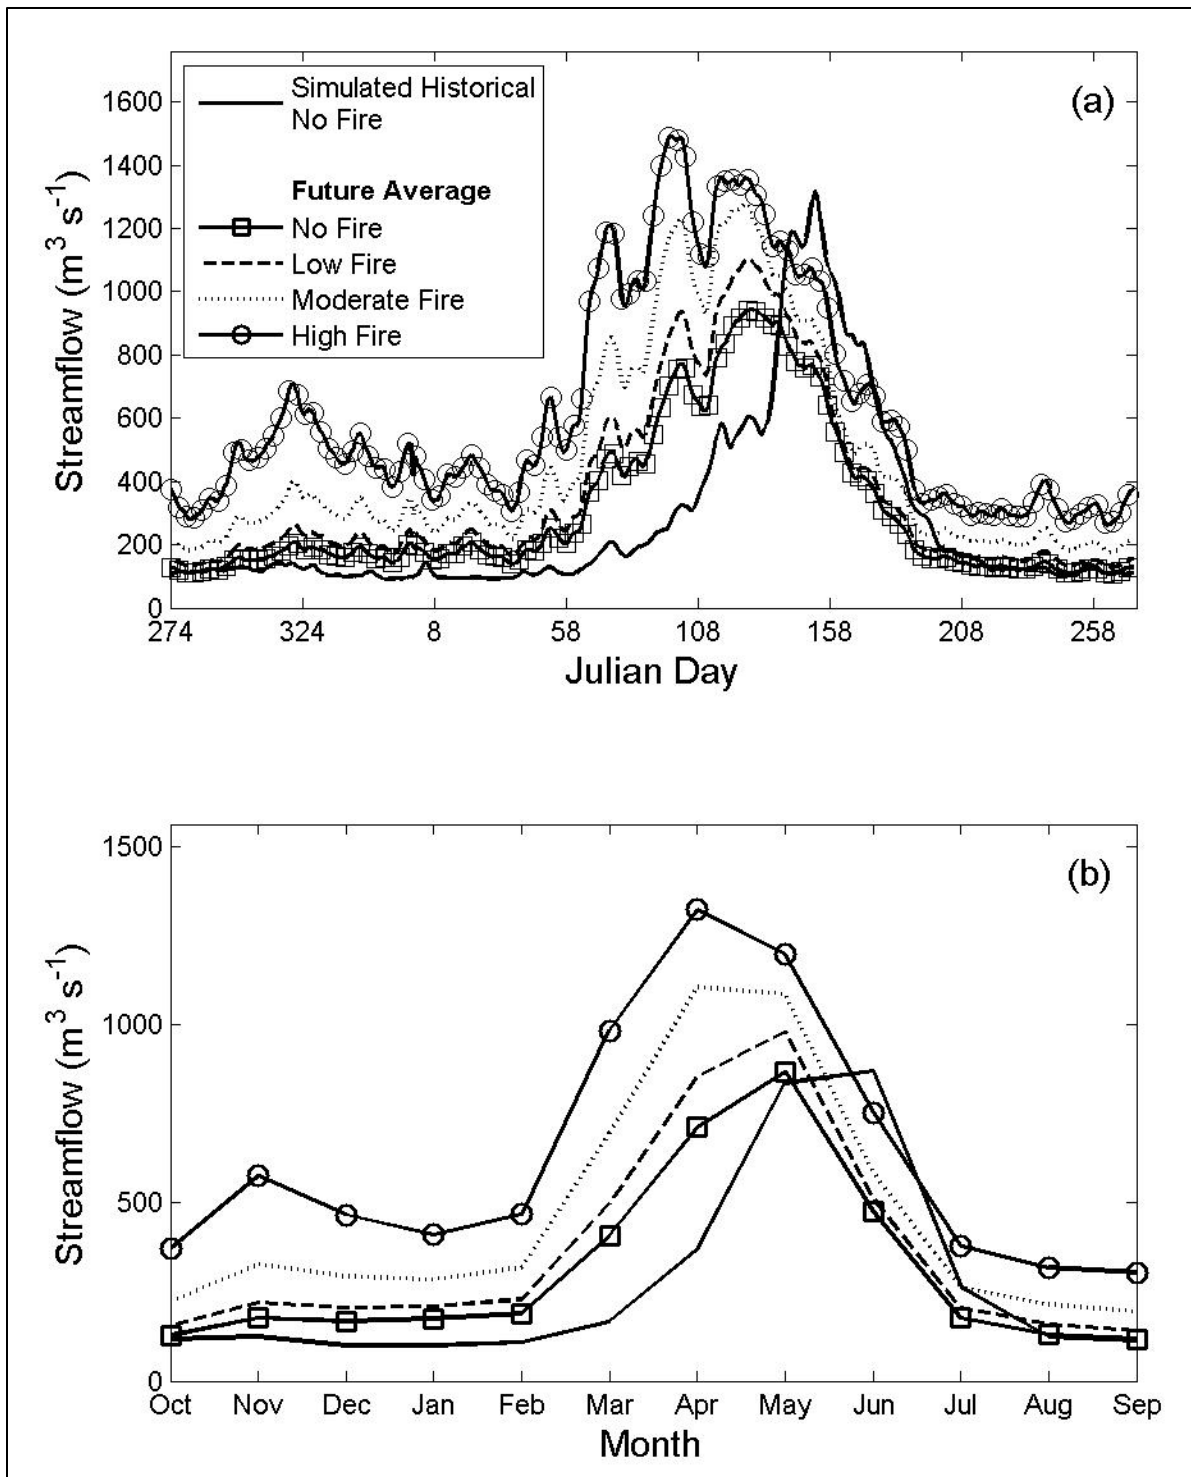 (a)
Simulated Historical
No Fire
Future Average
No Fire
Low Fire
Moderate Fire
High Fire
1600
1400
1200
1000
800
600
400
200
0
Streamflow (m³ s⁻¹)
274 324 8 58 108 158 208 258
Julian Day
(b)
1500
1000
500
0
Streamflow (m³ s⁻¹)
Oct Nov Dec Jan Feb Mar Apr May Jun Jul Aug Sep
Month